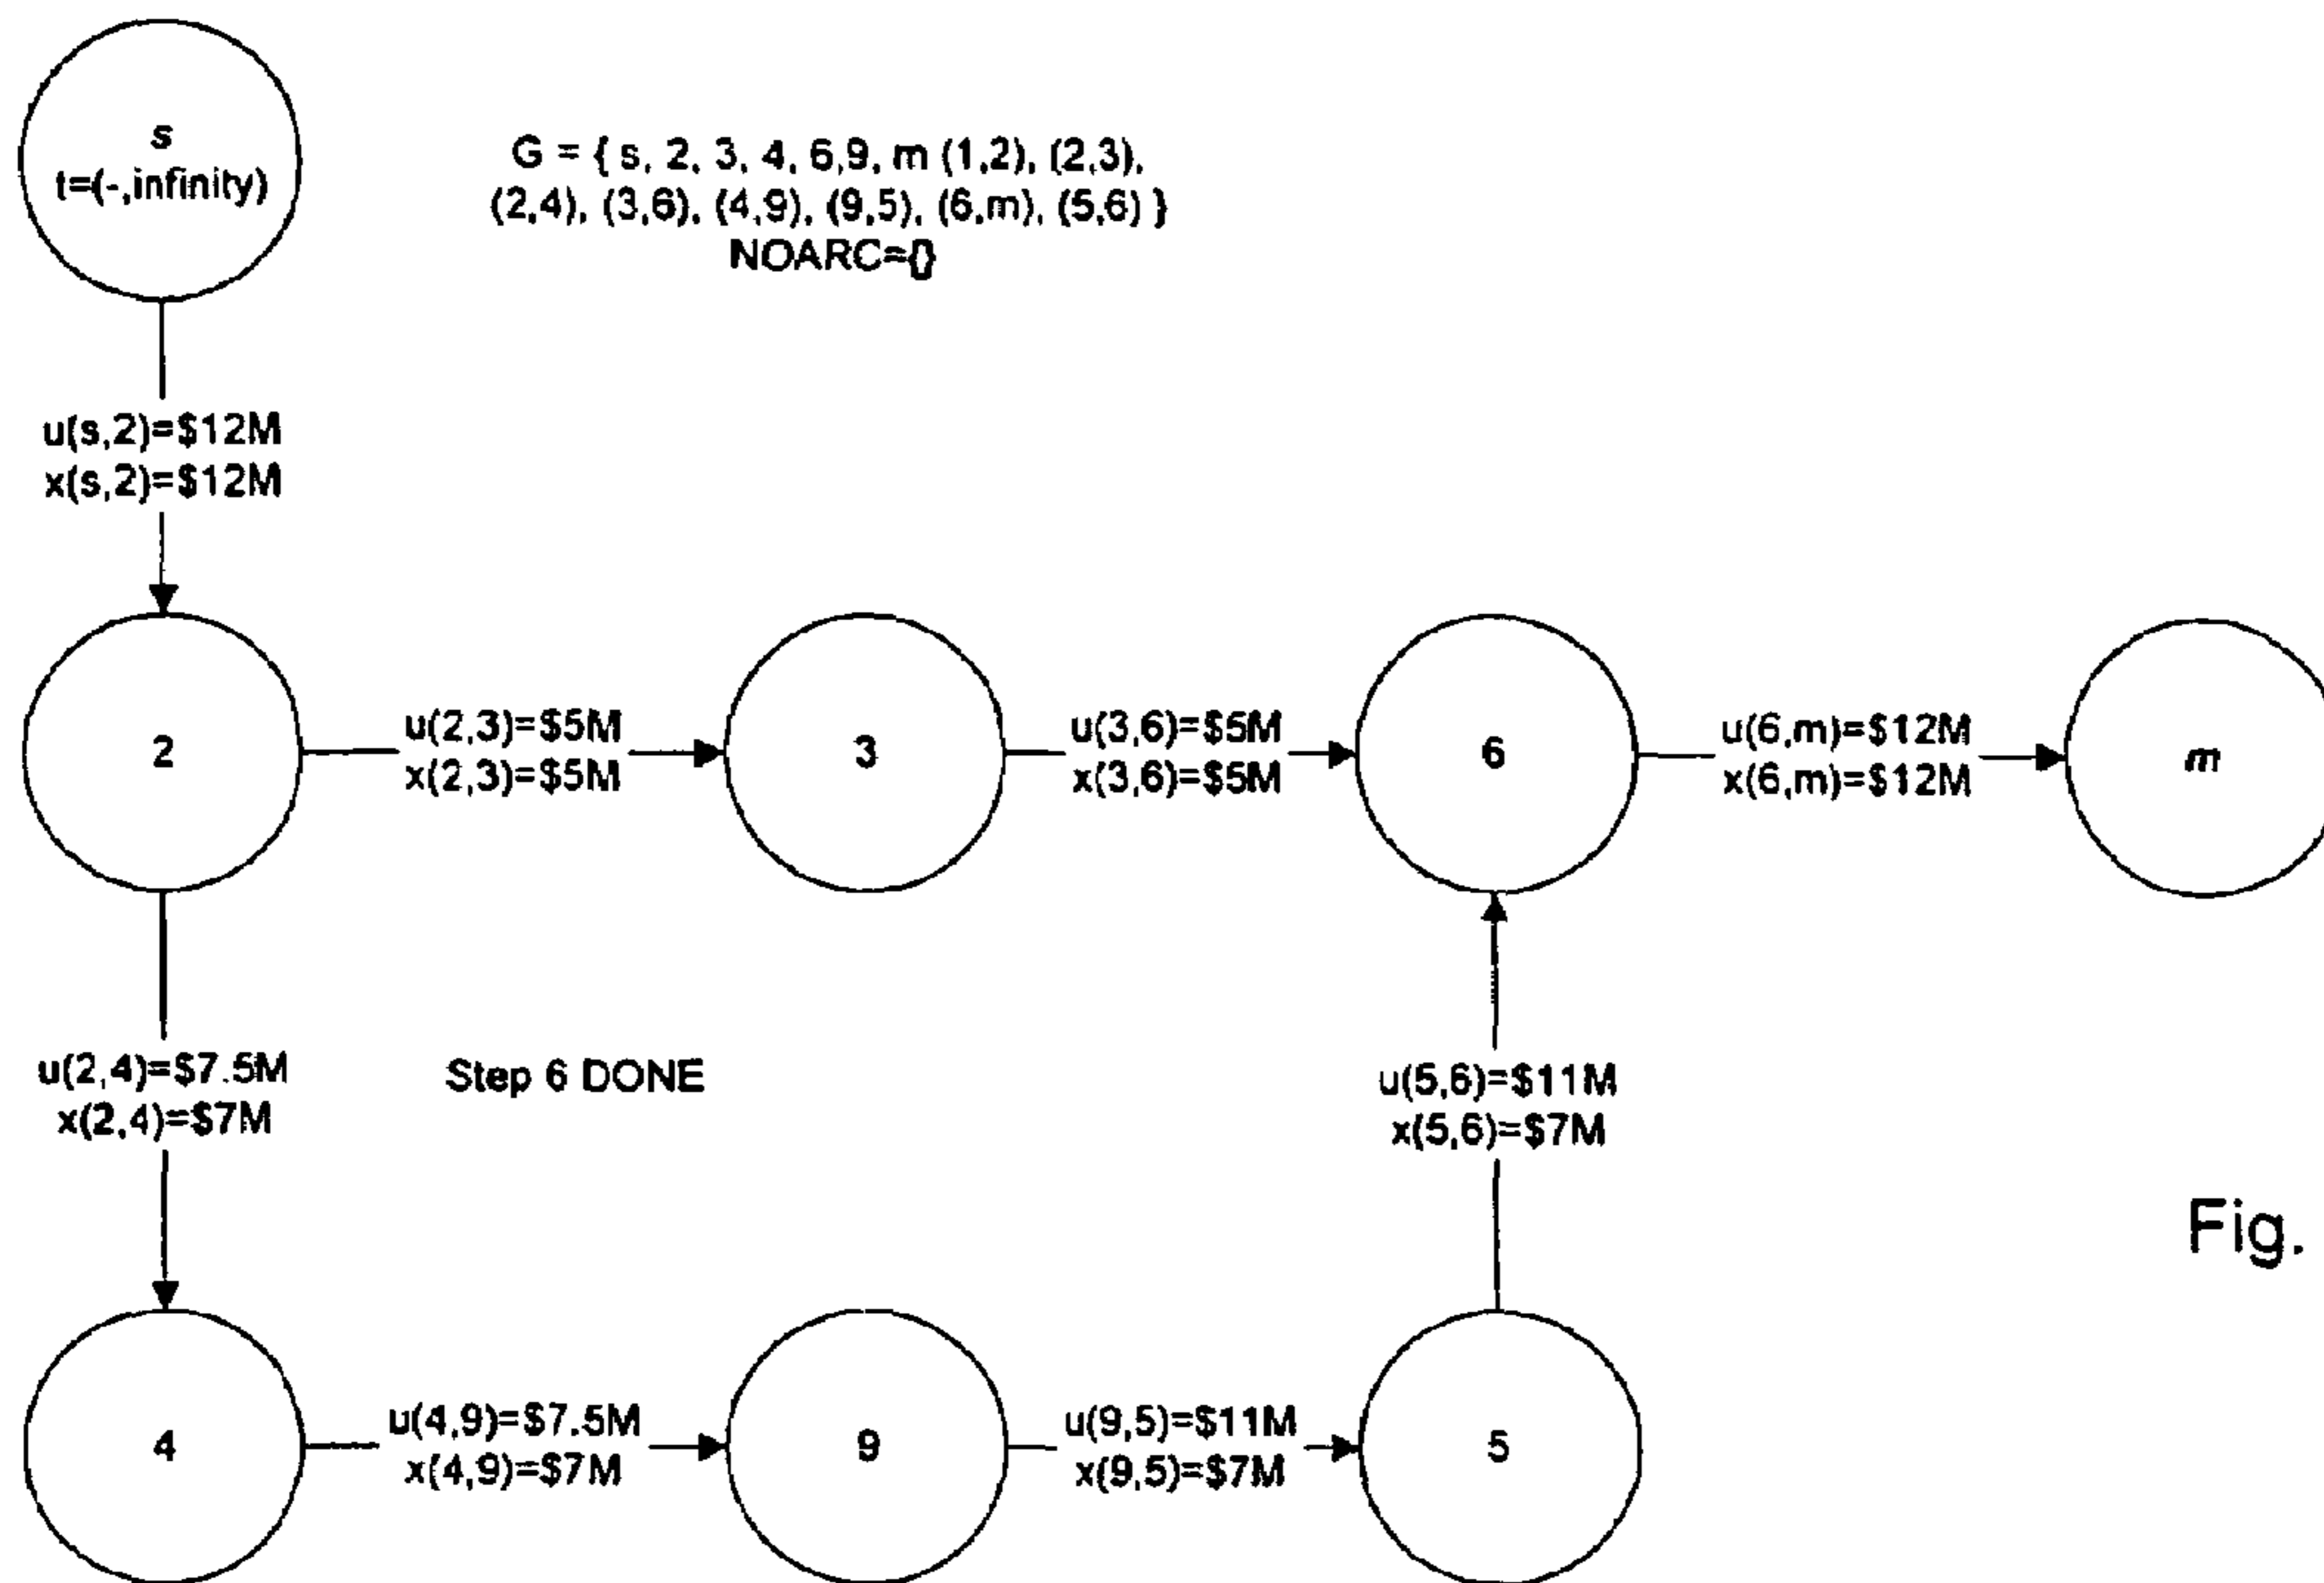 s
t=(-,infinity)
G = { s, 2, 3, 4, 6,9, m (1,2), (2,3),
(2,4), (3,6), (4,9), (9,5), (6,m), (5,6) }
NOARC={}
u(s,2)=$12M
x(s,2)=$12M
2
u(2,3)=$5M
x(2,3)=$5M
3
u(3,6)=$5M
x(3,6)=$5M
6
u(6,m)=$12M
x(6,m)=$12M
m
u(2,4)=$7.5M
x(2,4)=$7M
Step 6 DONE
u(5,6)=$11M
x(5,6)=$7M
Fig.
4
u(4,9)=$7.5M
x(4,9)=$7M
9
u(9,5)=$11M
x(9,5)=$7M
5